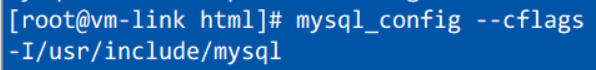 [root@vm-link html]# mysql_config --cflags
-I/usr/include/mysql